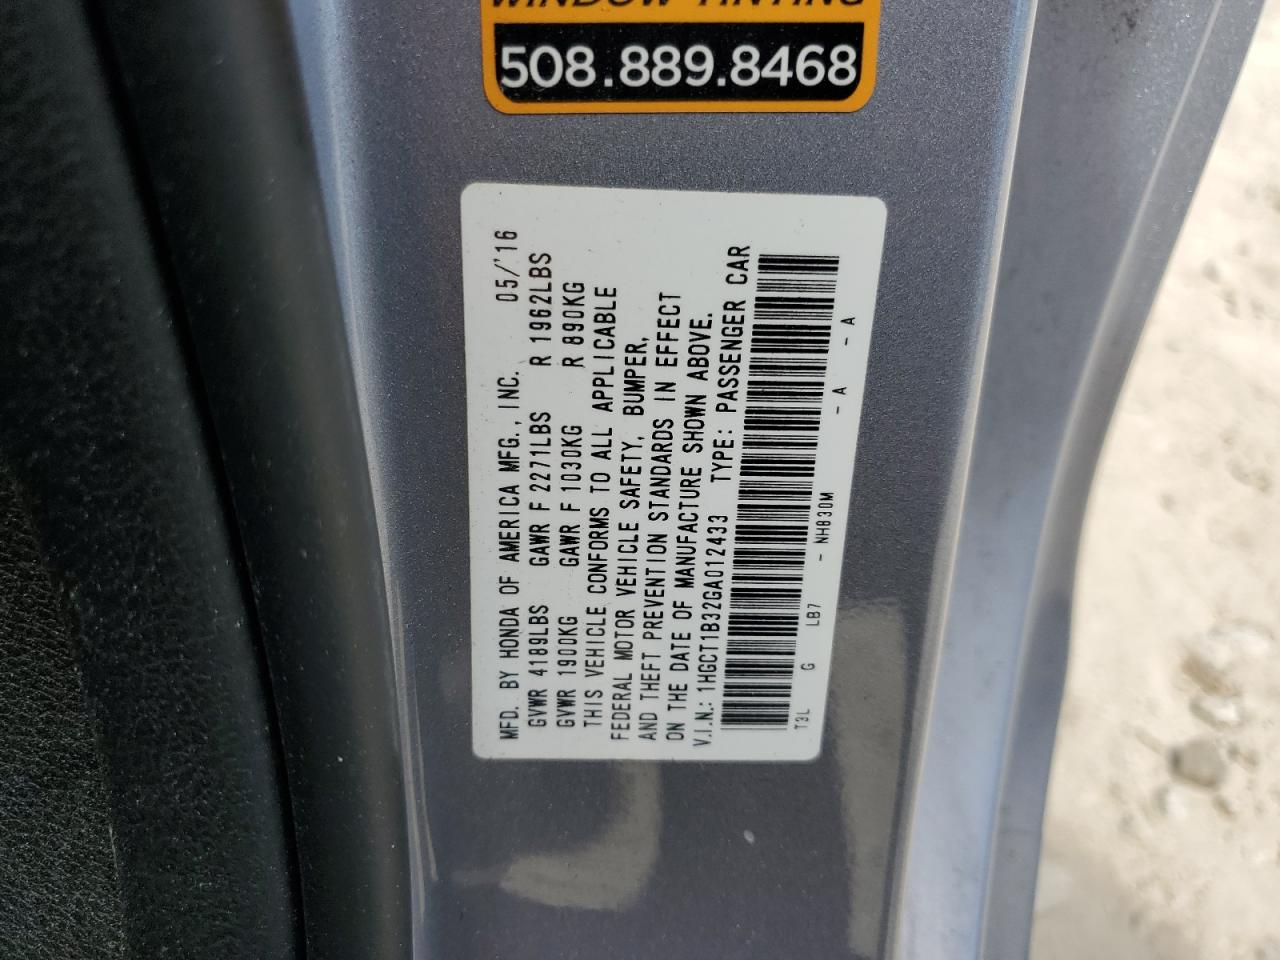 WINDOW TINTING
508.889.8468
MFD. BY HONDA OF AMERICA MFG., INC. 05/'16
GVWR 4189LBS GAWR F 2271LBS R 1962LBS
GVWR 1900KG GAWR F 1030KG R 890KG
THIS VEHICLE CONFORMS TO ALL APPLICABLE
FEDERAL MOTOR VEHICLE SAFETY, BUMPER,
AND THEFT PREVENTION STANDARDS IN EFFECT
ON THE DATE OF MANUFACTURE SHOWN ABOVE.
V.I.N.: 1HGCT1B32GA012433 TYPE: PASSENGER CAR
T3L G LB7 - NH830M - A - A